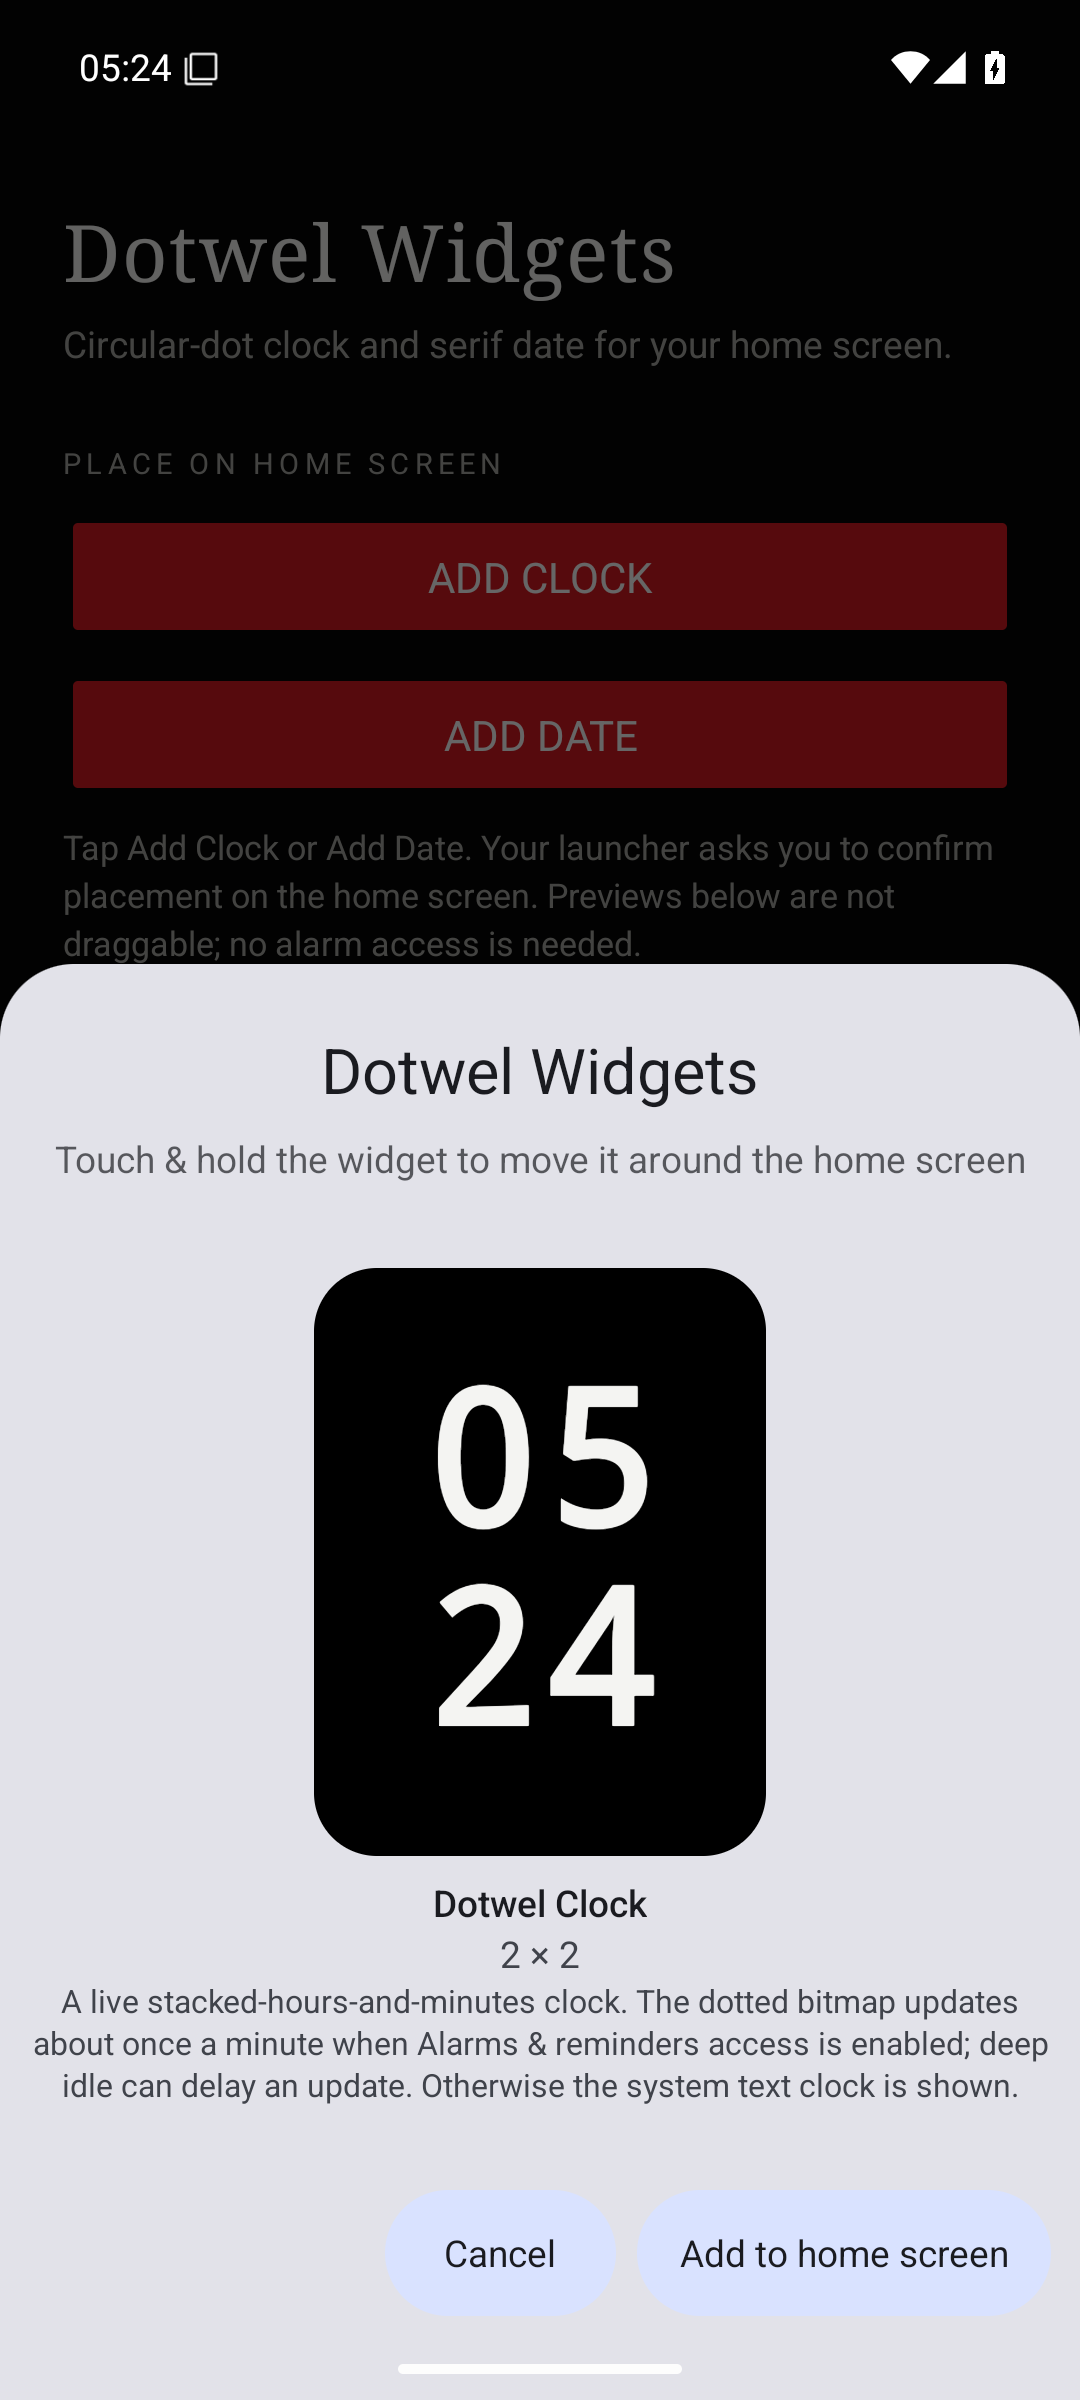 05:24
Dotwel Widgets
Circular-dot clock and serif date for your home screen.
PLACE ON HOME SCREEN
ADD CLOCK
ADD DATE
Tap Add Clock or Add Date. Your launcher asks you to confirm
placement on the home screen. Previews below are not
draggable; no alarm access is needed.
Dotwel Widgets
Touch & hold the widget to move it around the home screen
05
24
Dotwel Clock
2 × 2
A live stacked-hours-and-minutes clock. The dotted bitmap updates
about once a minute when Alarms & reminders access is enabled; deep
idle can delay an update. Otherwise the system text clock is shown.
Cancel
Add to home screen